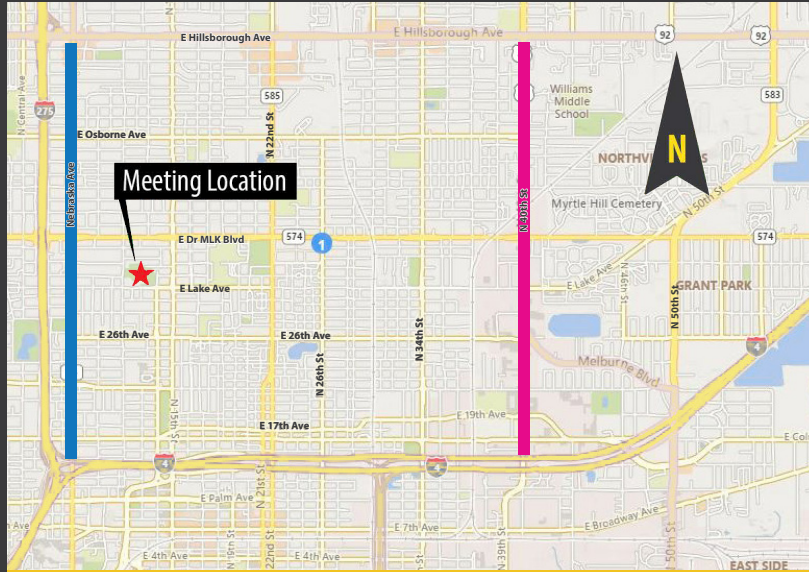 E Hillsborough Ave
E Hillsborough Ave
92
92
N Central Ave
275
585
583
Williams
Middle
School
E Osborne Ave
N 22nd St
N
Meeting Location
Nebraska Ave
Myrtle Hill Cemetery
N 50th St
N 40th St
E Dr MLK Blvd
574
1
574
E Lake Ave
E Lake Ave
N 46th St
GRANT PARK
N 50th St
E 26th Ave
E 26th Ave
N 34th St
4
N 26th St
Melburne Blvd
N 15th St
E 19th Ave
E 17th Ave
4
4
N 21st St
E Palm Ave
E 7th Ave
E Broadway Ave
Ave
N 19th St
22nd St
N 39th St
50th St
E 4th Ave
E 4th Ave
St
EAST SIDE